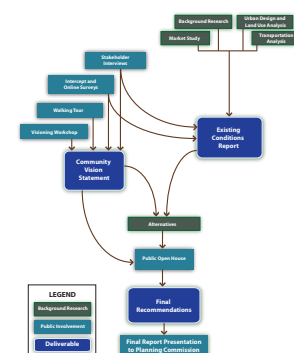 Background Research
Urban Design and
Land Use Analysis
Market Study
Transportation
Analysis
Stakeholder
Interviews
Intercept and
Online Surveys
Walking Tour
Visioning Workshop
Existing
Conditions
Report
Community
Vision
Statement
Alternatives
Public Open House
Final
Recommendations
LEGEND
Background Research
Public Involvement
Deliverable
Final Report Presentation
to Planning Commission